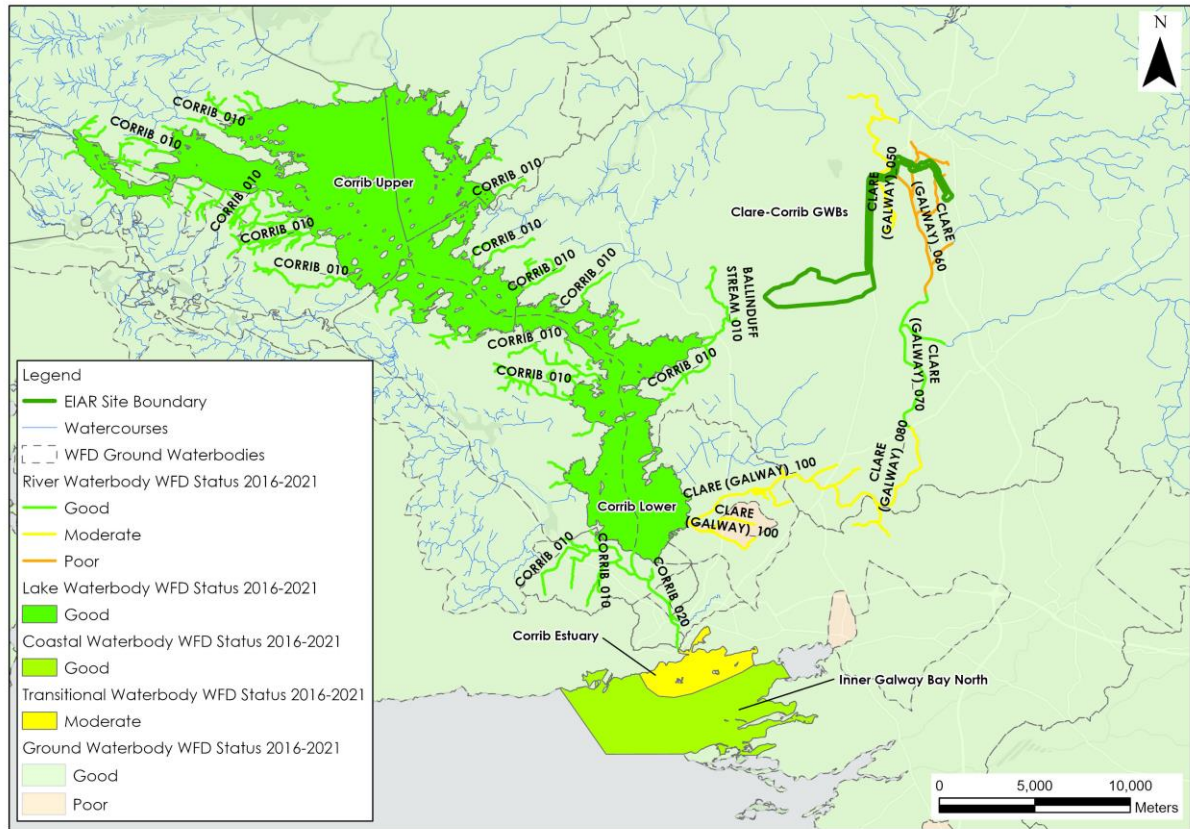 N
CORRIB_010
CORRIB_010
Corrib Upper
CORRIB_010
CORRIB_010
CORRIB_010
CORRIB_010
CORRIB_010
CORRIB_010
CORRIB_010
CLARE
(GALWAY)_050
CLARE
(GALWAY)_060
Clare-Corrib GWBs
BALLINDUFF
STREAM_010
CORRIB_010
CORRIB_010
CORRIB_010
CLARE
(GALWAY)_070
CLARE
(GALWAY)_080
CLARE (GALWAY)_100
CLARE
(GALWAY)_100
Corrib Lower
CORRIB_010
CORRIB_010
CORRIB_020
Corrib Estuary
Inner Galway Bay North
Legend
EIAR Site Boundary
Watercourses
WFD Ground Waterbodies
River Waterbody WFD Status 2016-2021
Good
Moderate
Poor
Lake Waterbody WFD Status 2016-2021
Good
Coastal Waterbody WFD Status 2016-2021
Good
Transitional Waterbody WFD Status 2016-2021
Moderate
Ground Waterbody WFD Status 2016-2021
Good
Poor
0 5,000 10,000
Meters